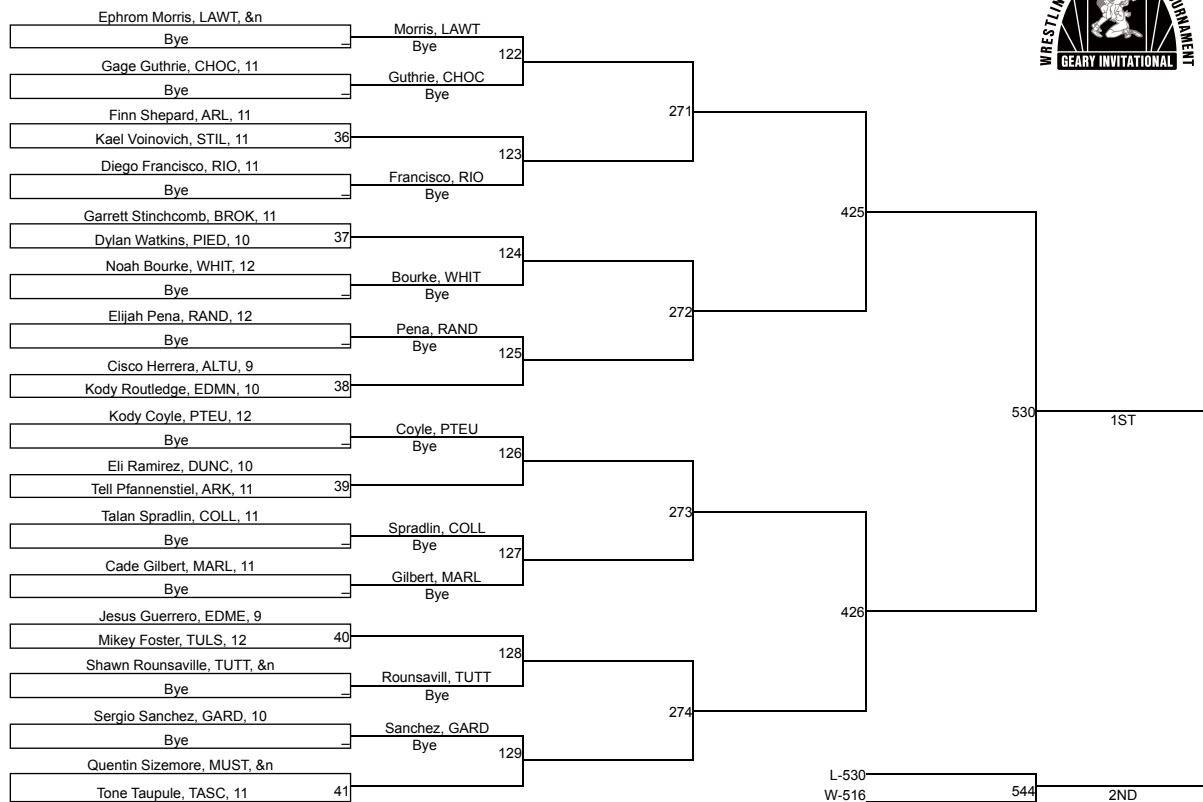 Ephrom Morris, LAWT, &n
Bye
_
Gage Guthrie, CHOC, 11
Bye
_
Finn Shepard, ARL, 11
Kael Voinovich, STIL, 11
36
Diego Francisco, RIO, 11
Bye
_
Garrett Stinchcomb, BROK, 11
Dylan Watkins, PIED, 10
37
Noah Bourke, WHIT, 12
Bye
_
Elijah Pena, RAND, 12
Bye
_
Cisco Herrera, ALTU, 9
Kody Routledge, EDMN, 10
38
Kody Coyle, PTEU, 12
Bye
_
Eli Ramirez, DUNC, 10
Tell Pfannenstiel, ARK, 11
39
Talan Spradlin, COLL, 11
Bye
_
Cade Gilbert, MARL, 11
Bye
_
Jesus Guerrero, EDME, 9
Mikey Foster, TULS, 12
40
Shawn Rounsaville, TUTT, &n
Bye
_
Sergio Sanchez, GARD, 10
Bye
_
Quentin Sizemore, MUST, &n
Tone Taupule, TASC, 11
41
Morris, LAWT
Bye
122
Guthrie, CHOC
Bye
123
Francisco, RIO
Bye
124
Bourke, WHIT
Bye
Pena, RAND
Bye
125
Coyle, PTEU
Bye
126
Spradlin, COLL
Bye
127
Gilbert, MARL
Bye
128
Rounsavill, TUTT
Bye
Sanchez, GARD
Bye
129
271
272
273
274
425
426
530
1ST
L-530
W-516
544
2ND
GEARY INVITATIONAL